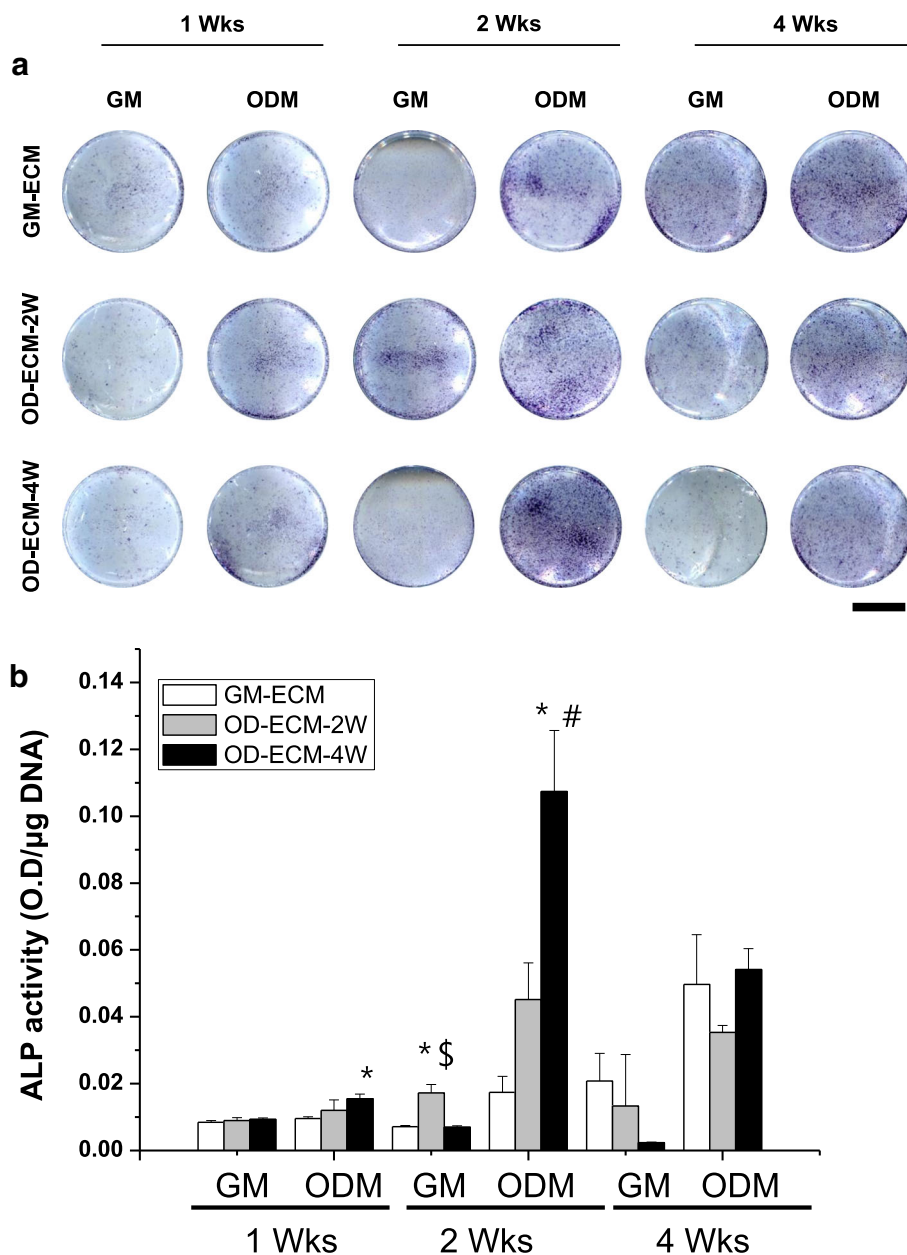 1 Wks 2 Wks 4 Wks
a
GM ODM GM ODM GM ODM
GM-ECM
OD-ECM-2W
OD-ECM-4W
b
ALP activity (O.D/µg DNA)
0.14
0.12
0.10
0.08
0.06
0.04
0.02
0.00
GM-ECM
OD-ECM-2W
OD-ECM-4W
* #
* $
*
GM ODM GM ODM GM ODM
1 Wks 2 Wks 4 Wks